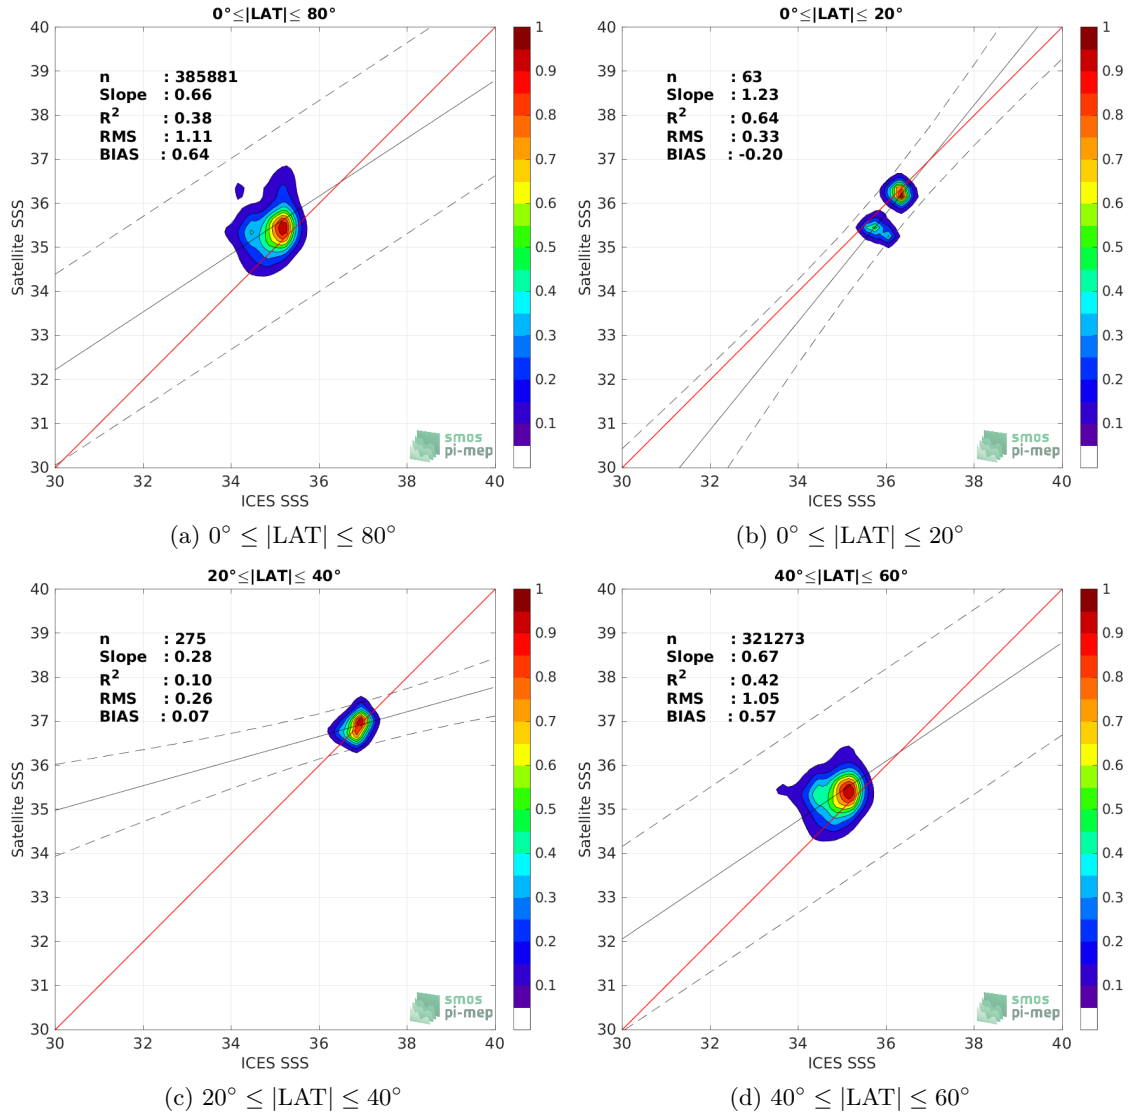 0°≤|LAT|≤ 80°
n : 385881
Slope : 0.66
R² : 0.38
RMS : 1.11
BIAS : 0.64
40
39
38
37
36
35
34
33
32
31
30
Satellite SSS
30 32 34 36 38 40
ICES SSS
1
0.9
0.8
0.7
0.6
0.5
0.4
0.3
0.2
0.1
smos
pi-mep
(a) 0° ≤ |LAT| ≤ 80°
0°≤|LAT|≤ 20°
n : 63
Slope : 1.23
R² : 0.64
RMS : 0.33
BIAS : -0.20
40
39
38
37
36
35
34
33
32
31
30
Satellite SSS
30 32 34 36 38 40
ICES SSS
1
0.9
0.8
0.7
0.6
0.5
0.4
0.3
0.2
0.1
smos
pi-mep
(b) 0° ≤ |LAT| ≤ 20°
20°≤|LAT|≤ 40°
n : 275
Slope : 0.28
R² : 0.10
RMS : 0.26
BIAS : 0.07
40
39
38
37
36
35
34
33
32
31
30
Satellite SSS
30 32 34 36 38 40
ICES SSS
1
0.9
0.8
0.7
0.6
0.5
0.4
0.3
0.2
0.1
smos
pi-mep
(c) 20° ≤ |LAT| ≤ 40°
40°≤|LAT|≤ 60°
n : 321273
Slope : 0.67
R² : 0.42
RMS : 1.05
BIAS : 0.57
40
39
38
37
36
35
34
33
32
31
30
Satellite SSS
30 32 34 36 38 40
ICES SSS
1
0.9
0.8
0.7
0.6
0.5
0.4
0.3
0.2
0.1
smos
pi-mep
(d) 40° ≤ |LAT| ≤ 60°